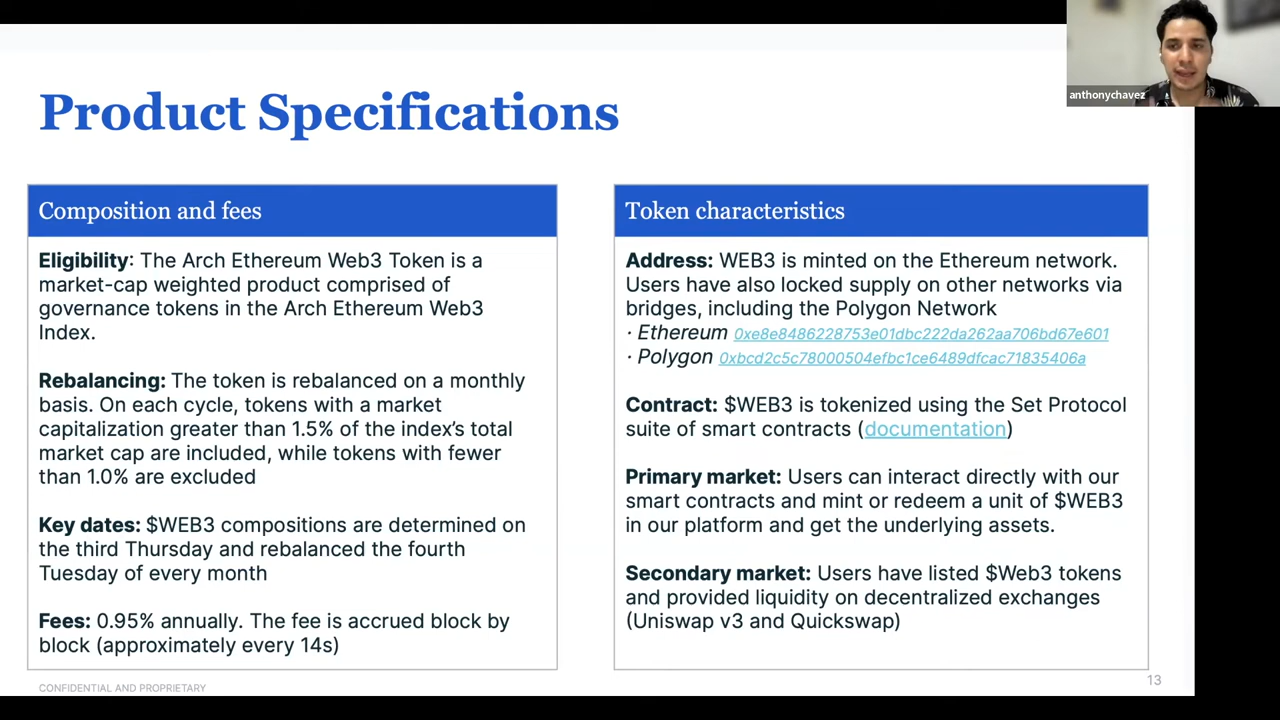 anthonychavez
Product Specifications
Composition and fees
Eligibility: The Arch Ethereum Web3 Token is a
market-cap weighted product comprised of
governance tokens in the Arch Ethereum Web3
Index.
Rebalancing: The token is rebalanced on a monthly
basis. On each cycle, tokens with a market
capitalization greater than 1.5% of the index’s total
market cap are included, while tokens with fewer
than 1.0% are excluded
Key dates: $WEB3 compositions are determined on
the third Thursday and rebalanced the fourth
Tuesday of every month
Fees: 0.95% annually. The fee is accrued block by
block (approximately every 14s)
Token characteristics
Address: WEB3 is minted on the Ethereum network.
Users have also locked supply on other networks via
bridges, including the Polygon Network
· Ethereum 0xe8e8486228753e01dbc222da262aa706bd67e601
· Polygon 0xbcd2c5c78000504efbc1ce6489dfcac71835406a
Contract: $WEB3 is tokenized using the Set Protocol
suite of smart contracts (documentation)
Primary market: Users can interact directly with our
smart contracts and mint or redeem a unit of $WEB3
in our platform and get the underlying assets.
Secondary market: Users have listed $Web3 tokens
and provided liquidity on decentralized exchanges
(Uniswap v3 and Quickswap)
CONFIDENTIAL AND PROPRIETARY
13